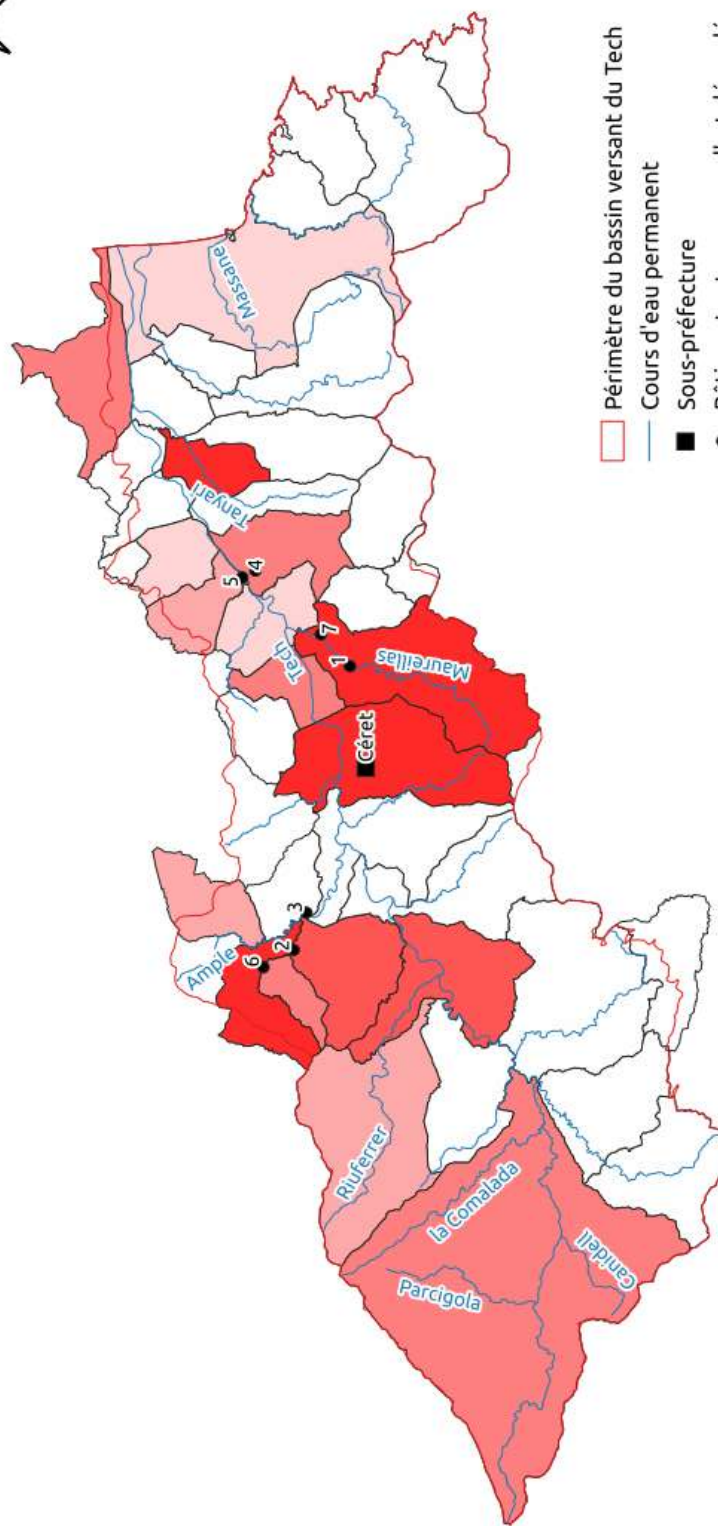 Massane
Tanyari
5
4
Tech
7
1
Maureillas
Céret
3
2
6
Ample
Riuferrer
la Comalada
Parcigola
Canidell
Périmètre du bassin versant du Tech
Cours d'eau permanent
Sous-préfecture